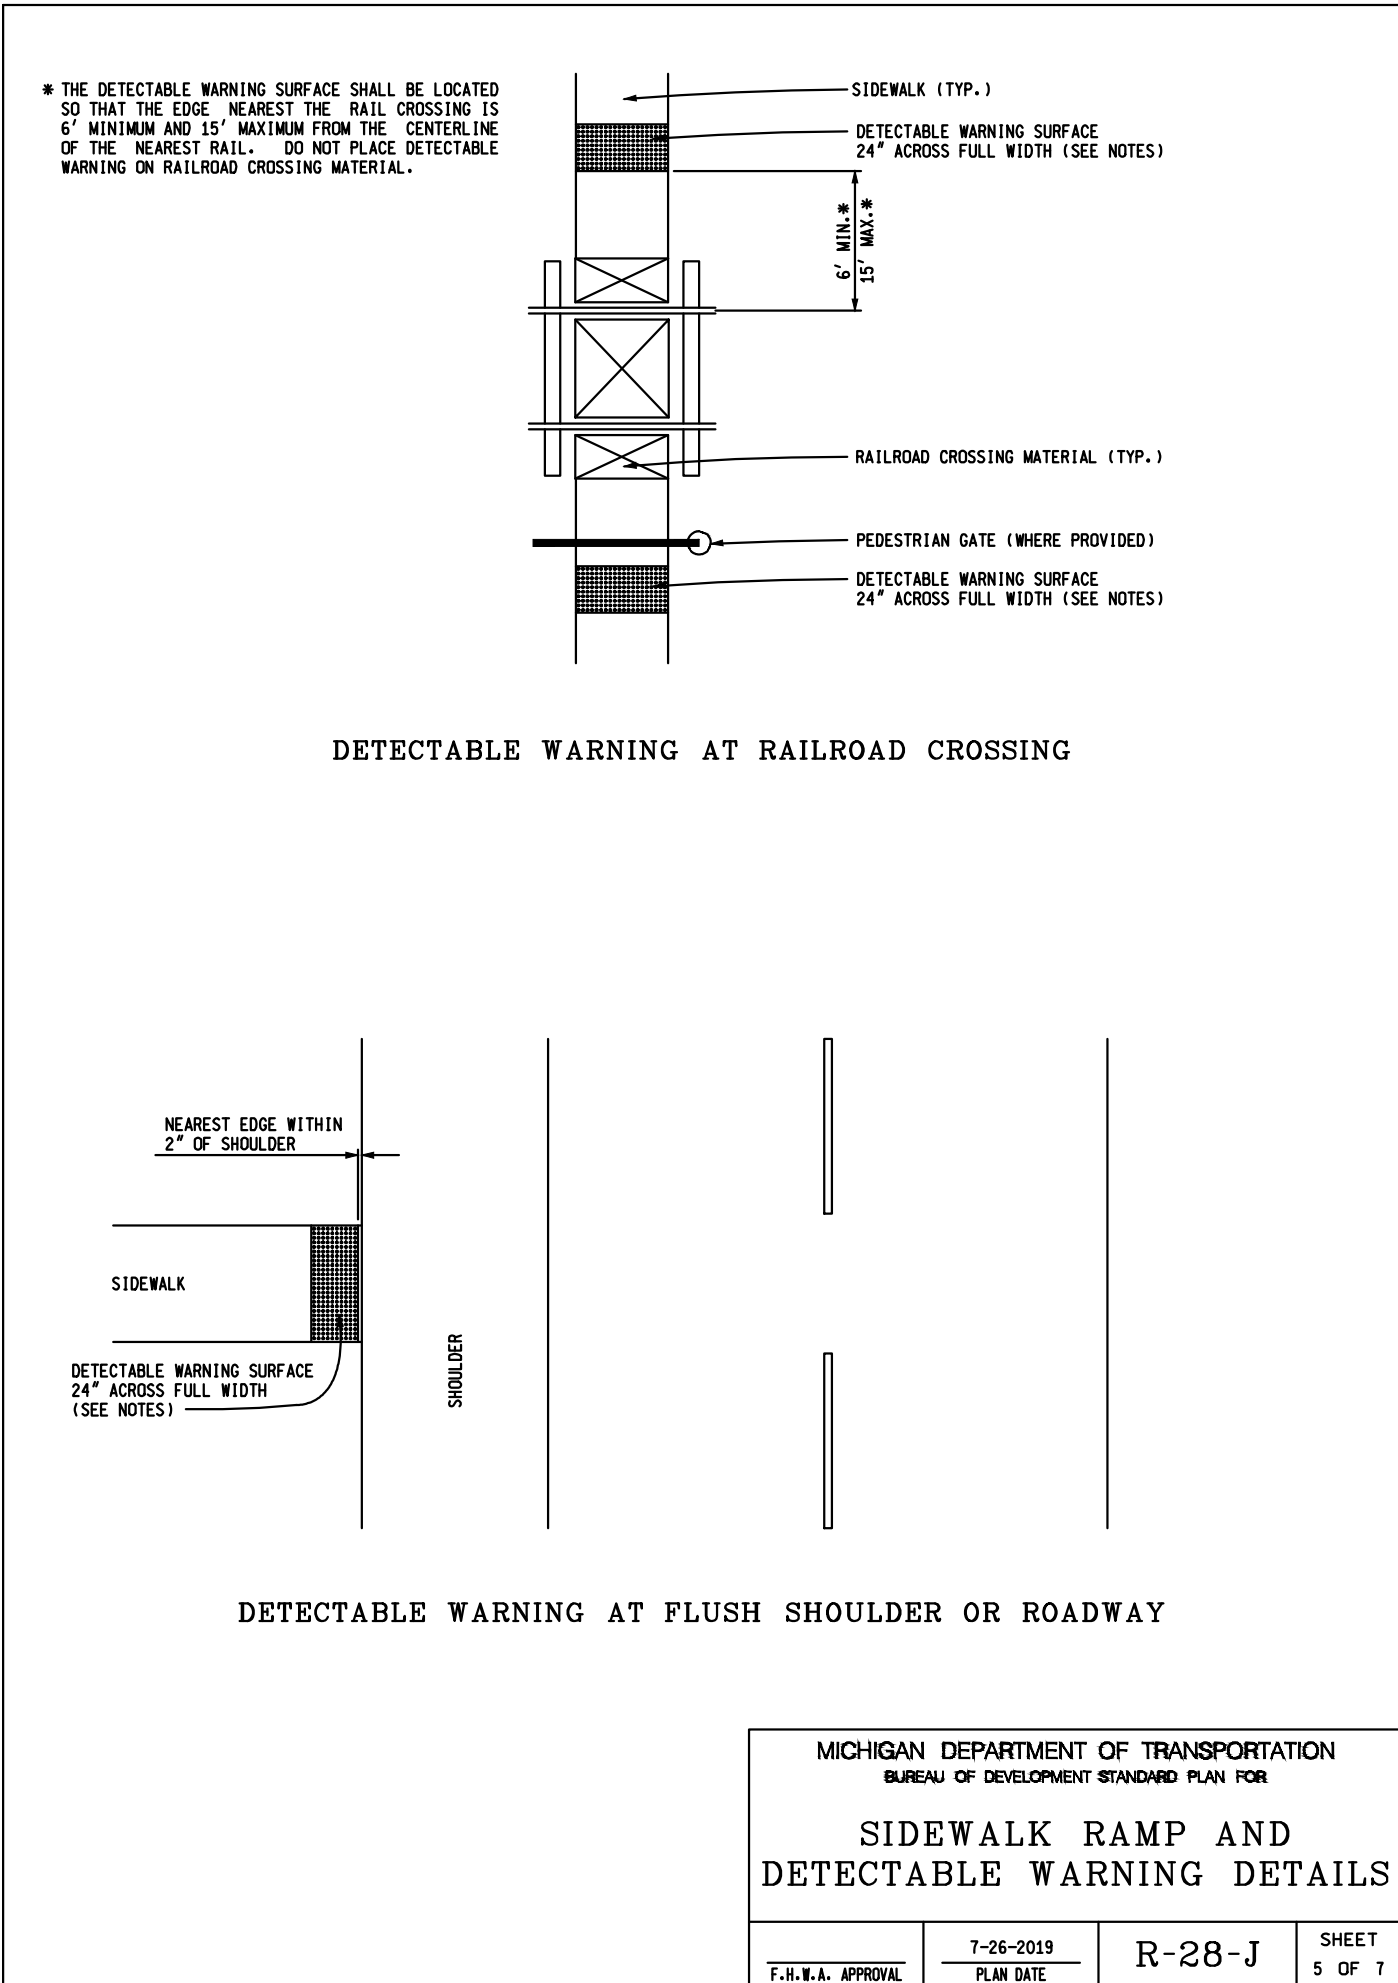 * THE DETECTABLE WARNING SURFACE SHALL BE LOCATED
SO THAT THE EDGE NEAREST THE RAIL CROSSING IS
6' MINIMUM AND 15' MAXIMUM FROM THE CENTERLINE
OF THE NEAREST RAIL. DO NOT PLACE DETECTABLE
WARNING ON RAILROAD CROSSING MATERIAL.
SIDEWALK (TYP.)
DETECTABLE WARNING SURFACE
24" ACROSS FULL WIDTH (SEE NOTES)
6' MIN.*
15' MAX.*
RAILROAD CROSSING MATERIAL (TYP.)
PEDESTRIAN GATE (WHERE PROVIDED)
DETECTABLE WARNING SURFACE
24" ACROSS FULL WIDTH (SEE NOTES)
DETECTABLE WARNING AT RAILROAD CROSSING
NEAREST EDGE WITHIN
2" OF SHOULDER
SIDEWALK
DETECTABLE WARNING SURFACE
24" ACROSS FULL WIDTH
(SEE NOTES)
SHOULDER
DETECTABLE WARNING AT FLUSH SHOULDER OR ROADWAY
MICHIGAN DEPARTMENT OF TRANSPORTATION
BUREAU OF DEVELOPMENT STANDARD PLAN FOR
SIDEWALK RAMP AND
DETECTABLE WARNING DETAILS
F.H.W.A. APPROVAL
7-26-2019
PLAN DATE
R-28-J
SHEET
5 OF 7